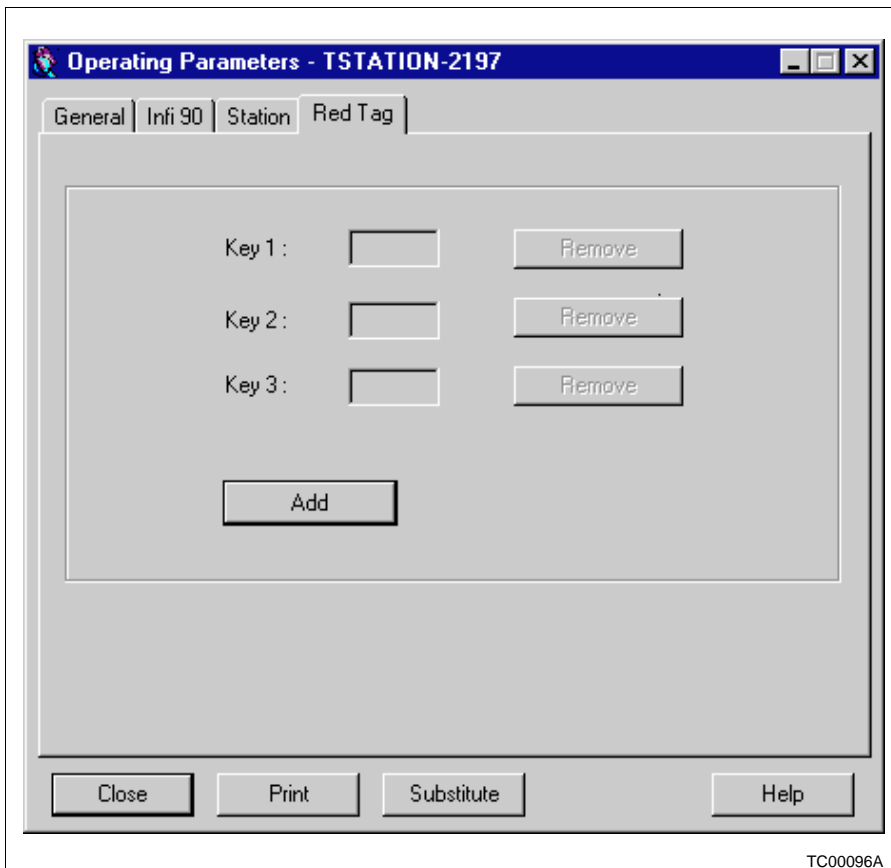 Operating Parameters - TSTATION-2197
General Infi 90 Station Red Tag
Key 1 : Remove
Key 2 : Remove
Key 3 : Remove
Add
Close Print Substitute Help
TC00096A